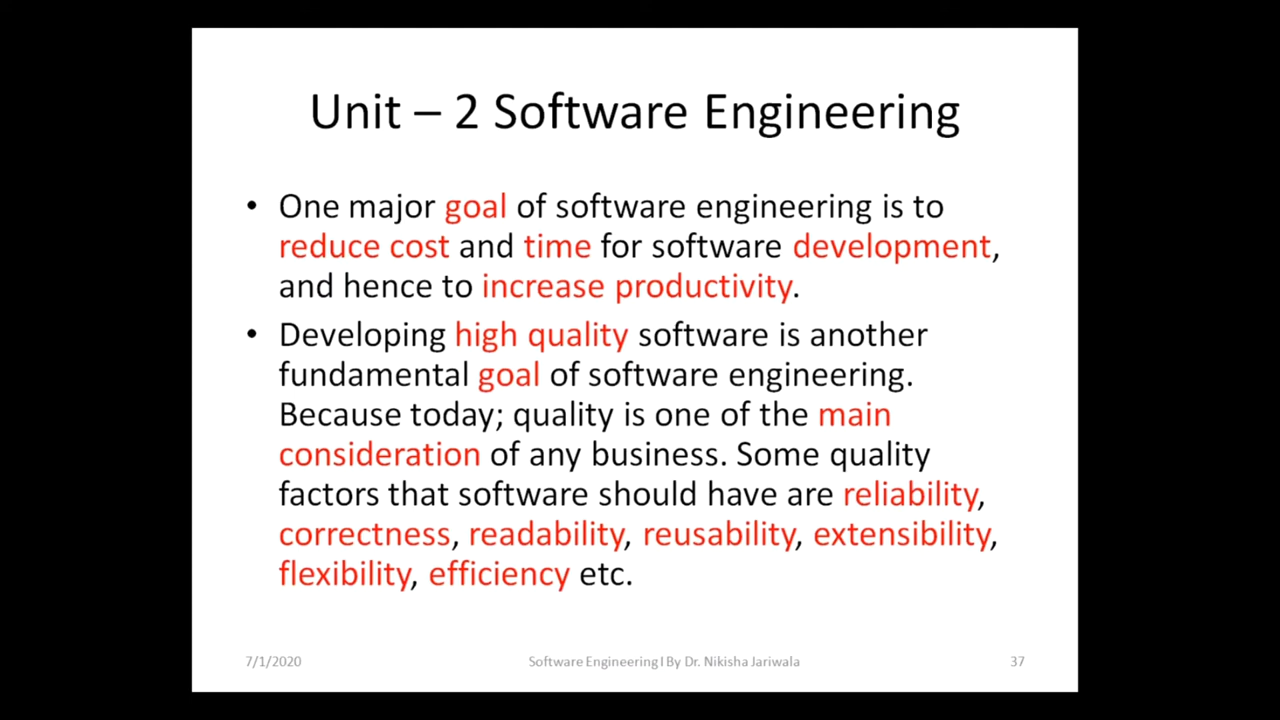 Unit – 2 Software Engineering
• One major goal of software engineering is to
reduce cost and time for software development,
and hence to increase productivity.
• Developing high quality software is another
fundamental goal of software engineering.
Because today; quality is one of the main
consideration of any business. Some quality
factors that software should have are reliability,
correctness, readability, reusability, extensibility,
flexibility, efficiency etc.
7/1/2020 Software Engineering I By Dr. Nikisha Jariwala 37